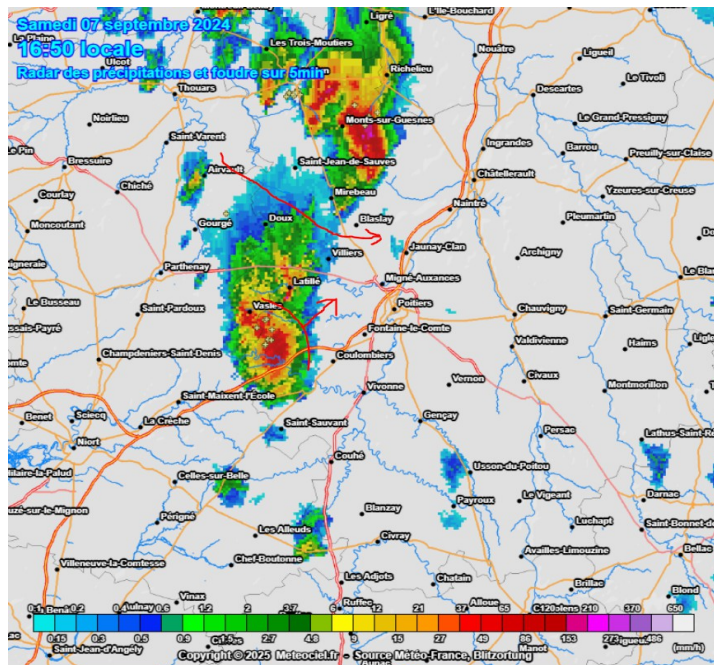 Samedi 07 septembre 2024
16:50 locale
Radar des précipitations et foudre sur 5min
Ligré
L'Île-Bouchard
La Plaine
Les Trois-Moutiers
Nouâtre
Ligueil
Ulcot
Richelieu
Thouars
Descartes
Le Tivoli
Noirlieu
Monts-sur-Guesnes
Le Grand-Pressigny
Saint-Varent
Ingrandes
Le Pin
Barrou
Preuilly-sur-Claise
Bressuire
Airvault
Saint-Jean-de-Sauves
Châtellerault
Chiché
Courlay
Mirebeau
Yzeures-sur-Creuse
Naintré
Moncoutant
Gourgé
Doux
Blaslay
Pleumartin
Villiers
Jaunay-Clan
Archigny
Parthenay
Latillé
Migné-Auxances
Le Busseau
Saint-Pardoux
Vasles
Poitiers
Chauvigny
Saint-Germain
Fontaine-le-Comte
Valdivienne
Haims
Champdeniers-Saint-Denis
Coulombiers
Vernon
Civaux
Montmorillon
Saint-Maixent-l'École
Vivonne
Benet
Sciecq
La Crèche
Gençay
Niort
Saint-Sauvant
Persac
Couhé
Usson-du-Poitou
Celles-sur-Belle
Payroux
Le Vigeant
Darnac
Périgné
Blanzay
Les Alleuds
Civray
Luchapt
Chef-Boutonne
Availles-Limouzine
Bellac
Villeneuve-la-Comtesse
Les Adjots
Chatain
Brillac
Blond
Vinax
Ruffec
Alloue
0.1 0.2 0.4 0.6 1.2 2 3.7 6 12 21 37 65 120 210 370 650
0.15 0.3 0.5 0.9 1.5 2.7 4.8 9 15 27 49 86 153 273 486 (mm/h)
Manot
Saint-Jean-d'Angély
Copyright © 2025 Meteociel.fr - Source Météo-France, Blitzortung